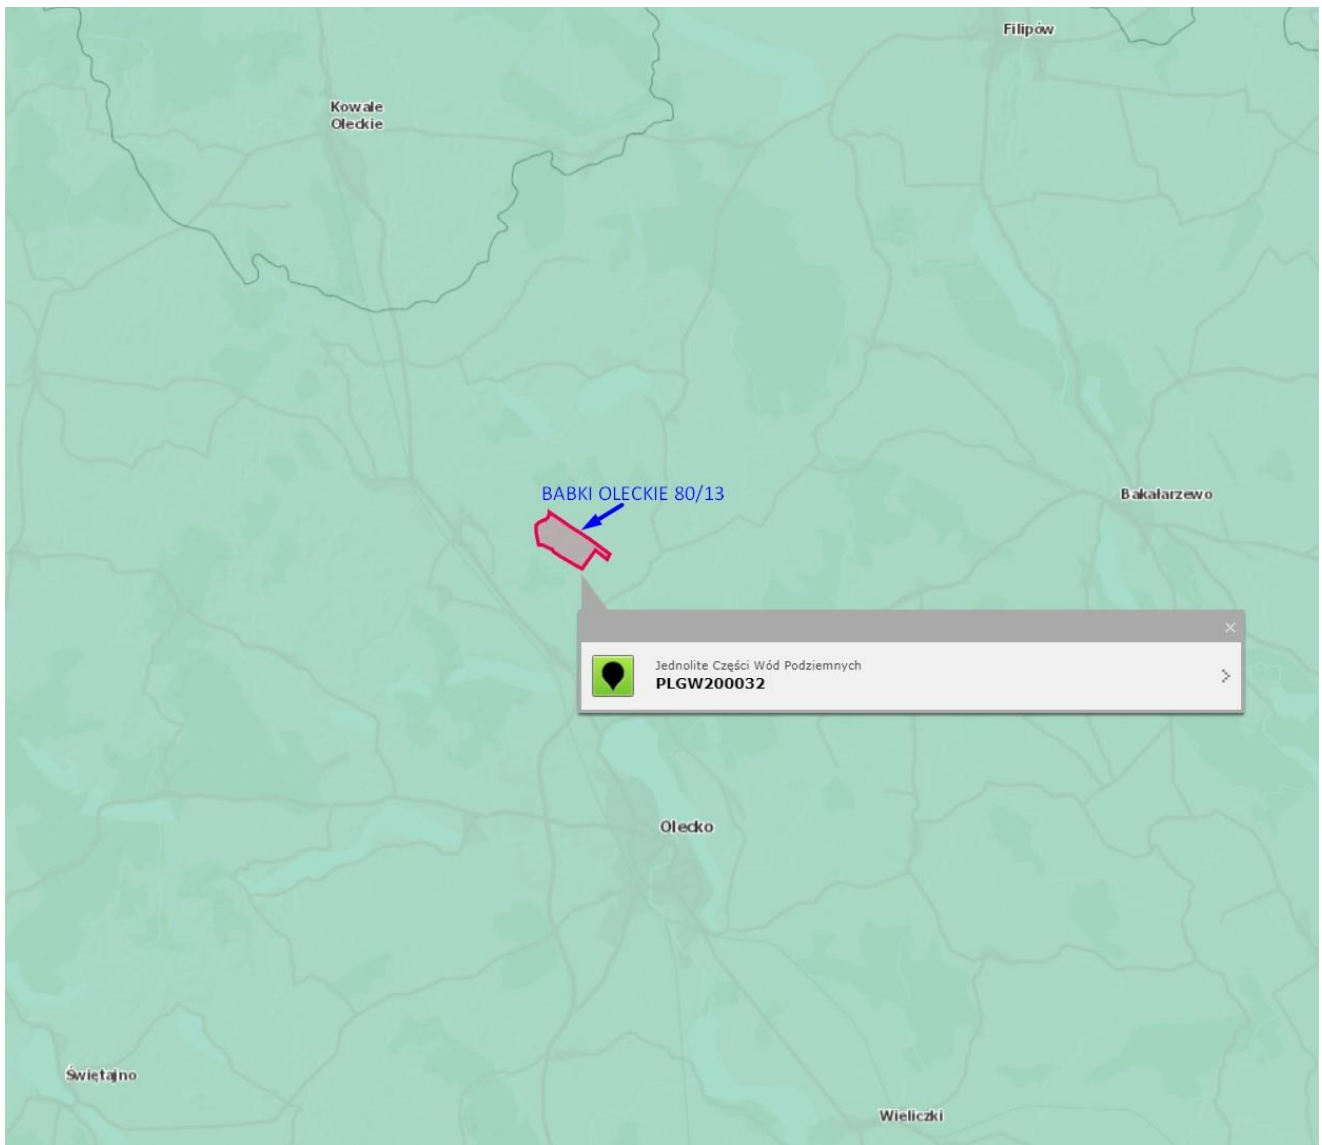 Filipów
Kowale
Oleckie
BABKI OLECKIE 80/13
Bakałarzewo
Jednolite Części Wód Podziemnych
PLGW200032
Olecko
Świętajno
Wieliczki